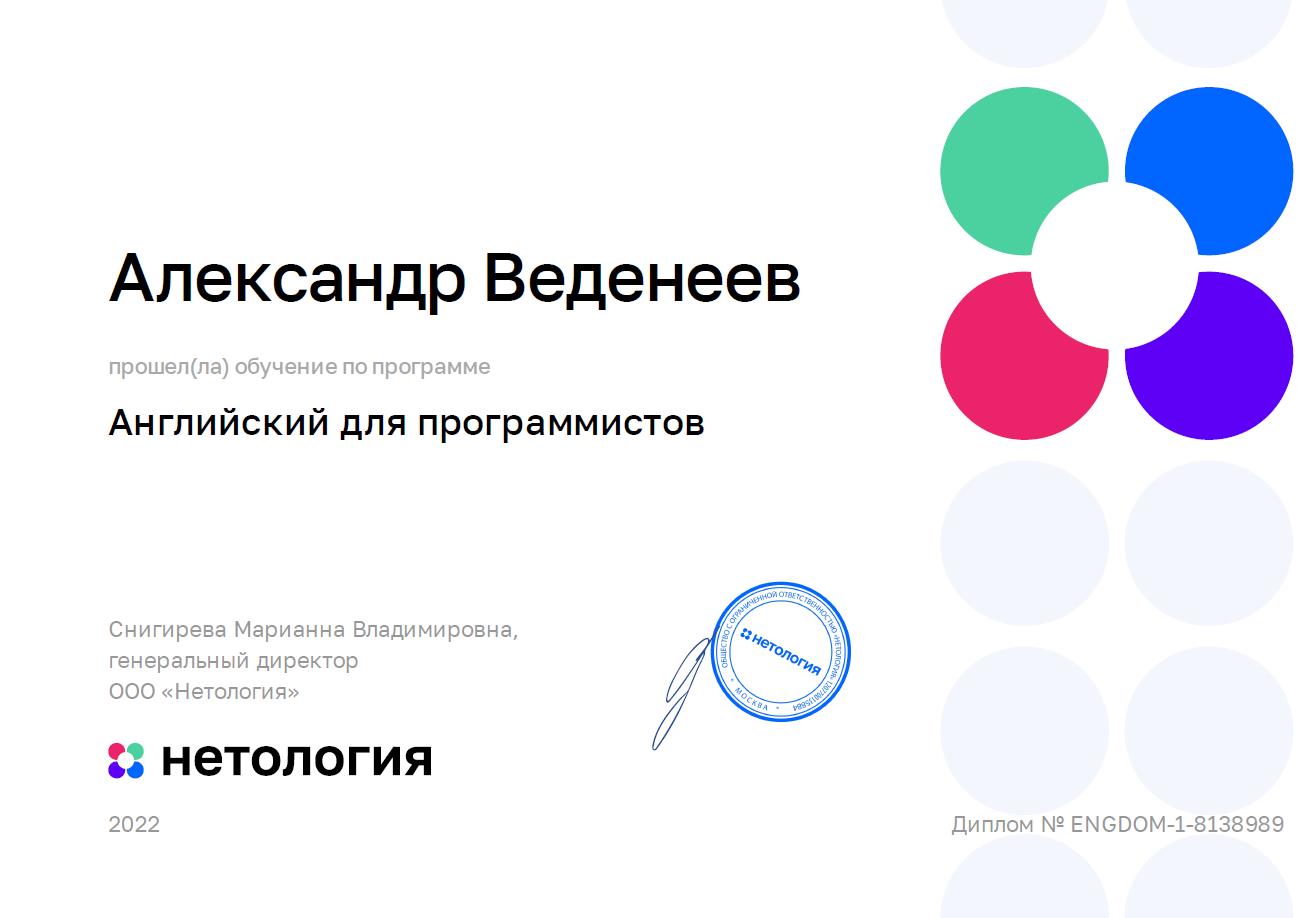 Александр Веденеев
прошел(ла) обучение по программе
Английский для программистов
Снигирева Марианна Владимировна,
генеральный директор
ООО «Нетология»
ОБЩЕСТВО С ОГРАНИЧЕННОЙ ОТВЕТСТВЕННОСТЬЮ «НЕТОЛОГИЯ»
* МОСКВА *
нетология
нетология
2022
Диплом № ENGDOM-1-8138989